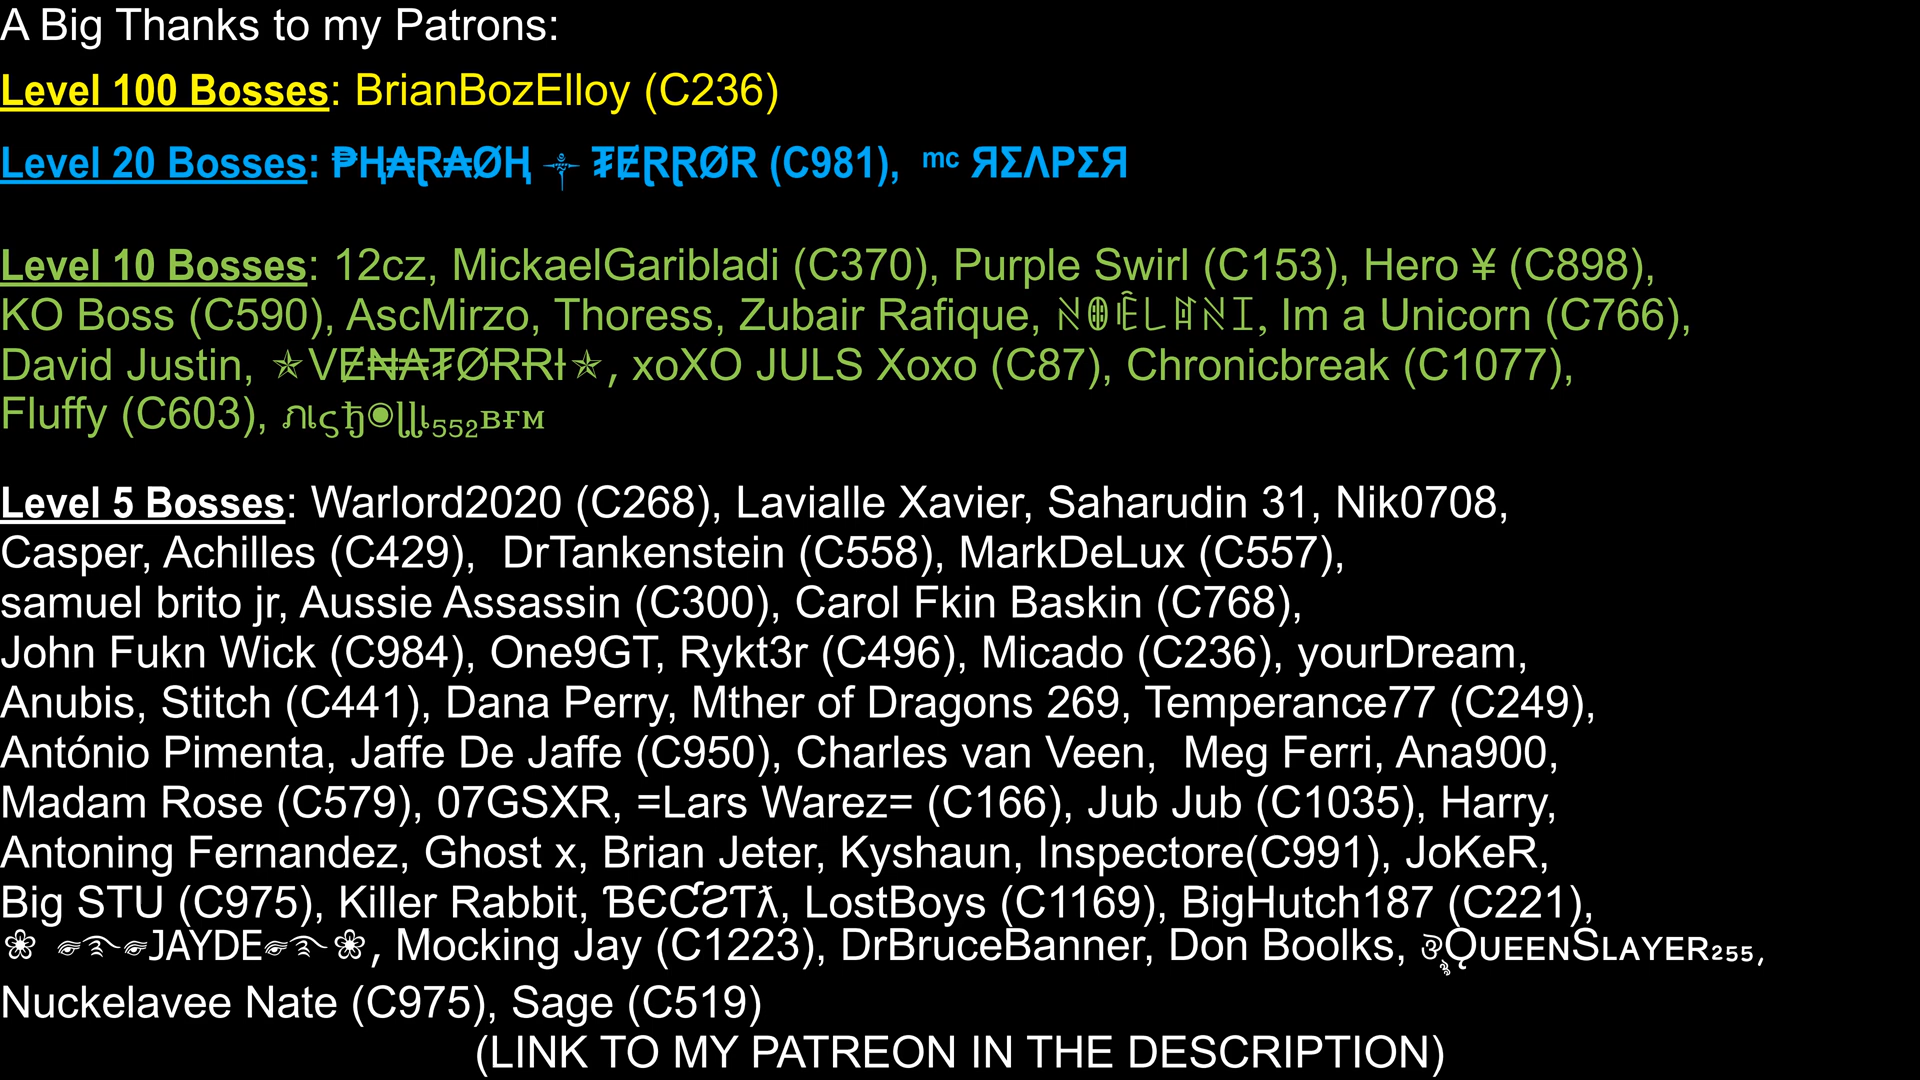 A Big Thanks to my Patrons:
Level 100 Bosses: BrianBozElloy (C236)
Level 20 Bosses: ₱Ⱨ₳Ɽ₳ØⱧ ༒ ₮ɆⱤⱤØR (C981), ᵐᶜ ЯΣΛPΣЯ
Level 10 Bosses: 12cz, MickaelGaribladi (C370), Purple Swirl (C153), Hero ¥ (C898),
KO Boss (C590), AscMirzo, Thoress, Zubair Rafique, Im a Unicorn (C766),
David Justin, ✯VɆ₦₳₮ØRRł✯, xoXO JULS Xoxo (C87), Chronicbreak (C1077),
Fluffy (C603),
Level 5 Bosses: Warlord2020 (C268), Lavialle Xavier, Saharudin 31, Nik0708,
Casper, Achilles (C429), DrTankenstein (C558), MarkDeLux (C557),
samuel brito jr, Aussie Assassin (C300), Carol Fkin Baskin (C768),
John Fukn Wick (C984), One9GT, Rykt3r (C496), Micado (C236), yourDream,
Anubis, Stitch (C441), Dana Perry, Mther of Dragons 269, Temperance77 (C249),
António Pimenta, Jaffe De Jaffe (C950), Charles van Veen, Meg Ferri, Ana900,
Madam Rose (C579), 07GSXR, =Lars Warez= (C166), Jub Jub (C1035), Harry,
Antoning Fernandez, Ghost x, Brian Jeter, Kyshaun, Inspectore(C991), JoKeR,
Big STU (C975), Killer Rabbit, ƁЄƇƧƬƛ, LostBoys (C1169), BigHutch187 (C221),
❀ ࿐JAYDE࿐❀, Mocking Jay (C1223), DrBruceBanner, Don Boolks, ঔৣQᴜᴇᴇɴSʟᴀʏᴇʀ₂₅₅,
Nuckelavee Nate (C975), Sage (C519)
(LINK TO MY PATREON IN THE DESCRIPTION)